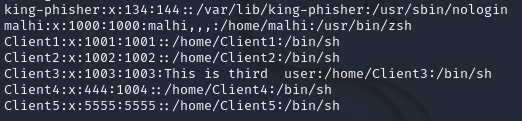 king-phisher:x:134:144::/var/lib/king-phisher:/usr/sbin/nologin
malhi:x:1000:1000:malhi,,,:/home/malhi:/usr/bin/zsh
Client1:x:1001:1001::/home/Client1:/bin/sh
Client2:x:1002:1002::/home/Client2:/bin/sh
Client3:x:1003:1003:This is third  user:/home/Client3:/bin/sh
Client4:x:444:1004::/home/Client4:/bin/sh
Client5:x:5555:5555::/home/Client5:/bin/sh